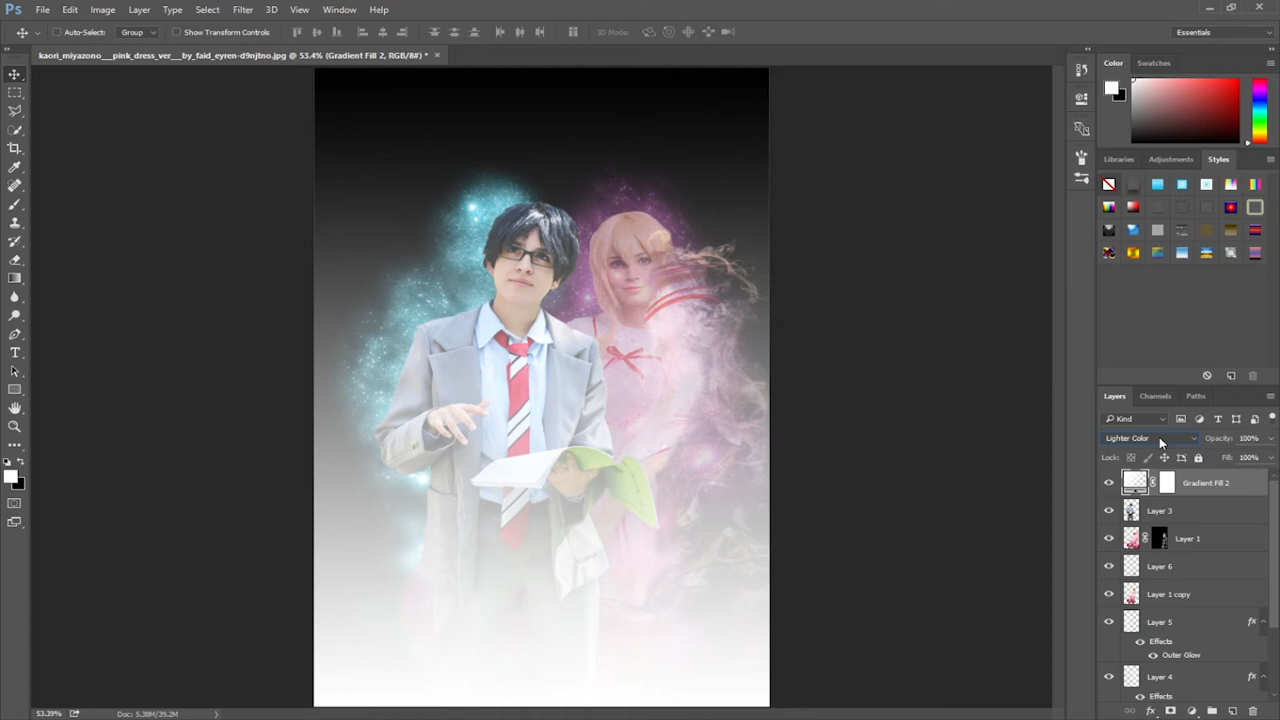 Ps File Edit Image Layer Type Select Filter 3D View Window Help
Auto-Select: Group Show Transform Controls 3D Mode: Essentials
kaori_miyazono__pink_dress_ver__by_faid_eyren-d9njtno.jpg @ 53.4% (Gradient Fill 2, RGB/8#) *
Color Swatches
Libraries Adjustments Styles
Layers Channels Paths
Kind
Lighter Color Opacity: 100%
Lock: Fill: 100%
Gradient Fill 2
Layer 3
Layer 1
Layer 6
Layer 1 copy
Layer 5 fx
Effects
Outer Glow
Layer 4 fx
Effects
53.39% Doc: 5.38M/39.2M
fx